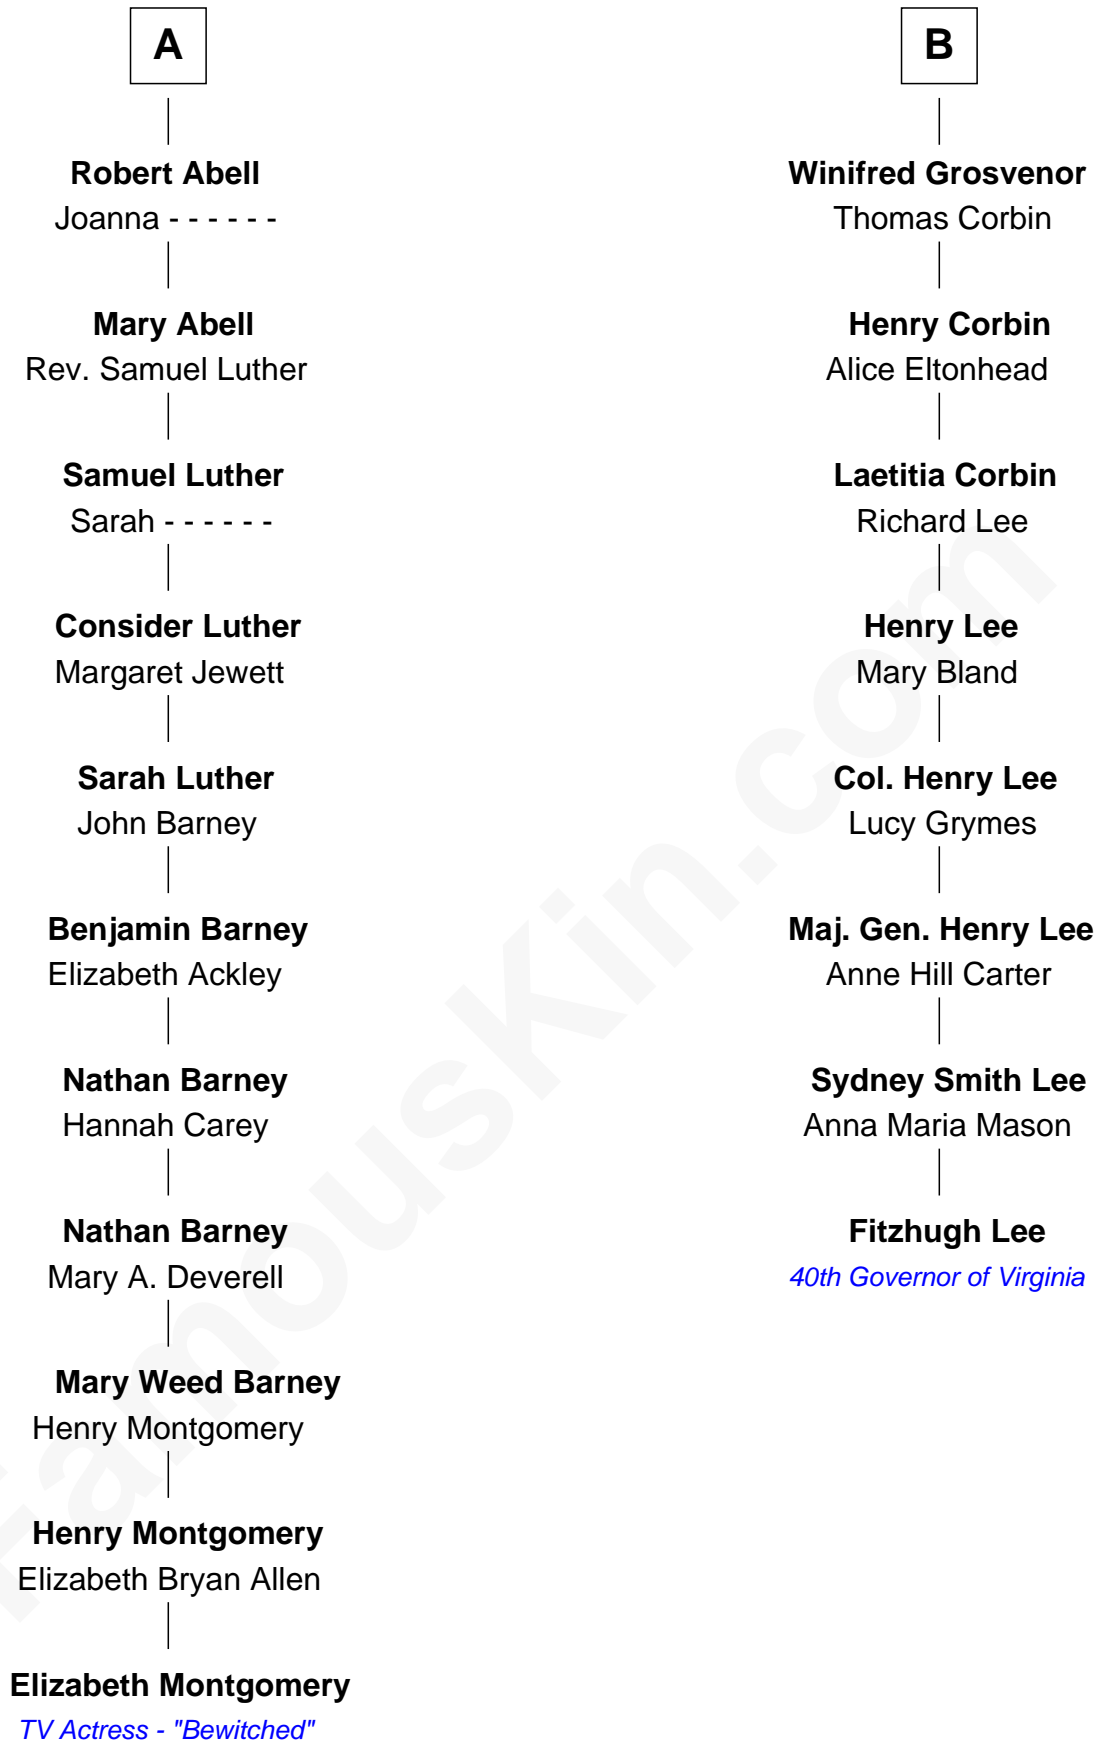 A
Robert Abell
Joanna - - - - - -
Mary Abell
Rev. Samuel Luther
Samuel Luther
Sarah - - - - - -
Consider Luther
Margaret Jewett
Sarah Luther
John Barney
Benjamin Barney
Elizabeth Ackley
Nathan Barney
Hannah Carey
Nathan Barney
Mary A. Deverell
Mary Weed Barney
Henry Montgomery
Henry Montgomery
Elizabeth Bryan Allen
Elizabeth Montgomery
TV Actress - "Bewitched"
B
Winifred Grosvenor
Thomas Corbin
Henry Corbin
Alice Eltonhead
Laetitia Corbin
Richard Lee
Henry Lee
Mary Bland
Col. Henry Lee
Lucy Grymes
Maj. Gen. Henry Lee
Anne Hill Carter
Sydney Smith Lee
Anna Maria Mason
Fitzhugh Lee
40th Governor of Virginia
FamousKin.com